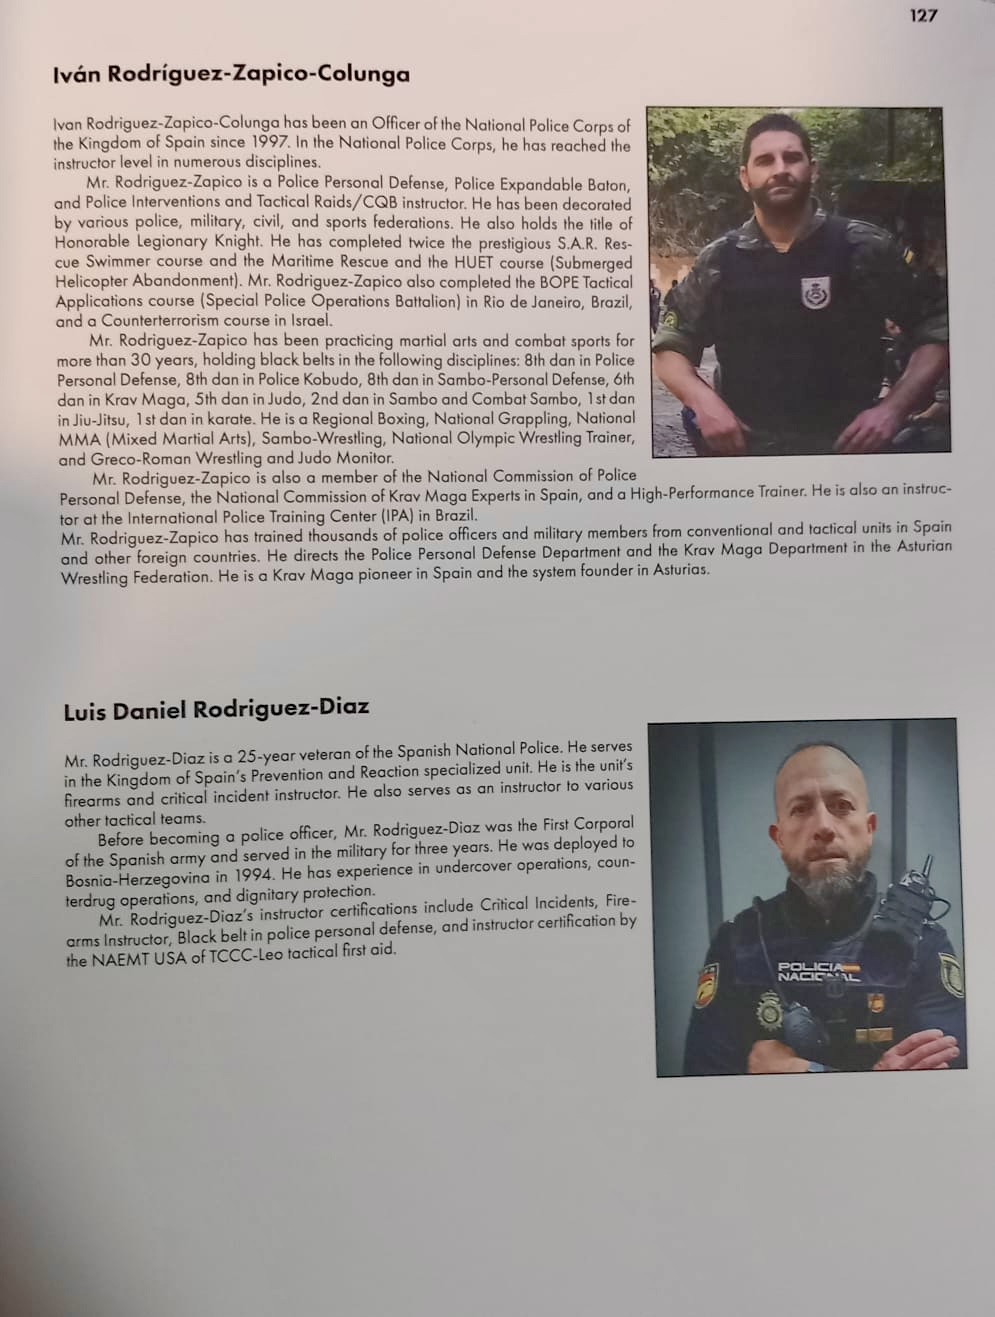 127
Iván Rodríguez-Zapico-Colunga
Ivan Rodriguez-Zapico-Colunga has been an Officer of the National Police Corps of
the Kingdom of Spain since 1997. In the National Police Corps, he has reached the
instructor level in numerous disciplines.
Mr. Rodriguez-Zapico is a Police Personal Defense, Police Expandable Baton,
and Police Interventions and Tactical Raids/CQB instructor. He has been decorated
by various police, military, civil, and sports federations. He also holds the title of
Honorable Legionary Knight. He has completed twice the prestigious S.A.R. Res-
cue Swimmer course and the Maritime Rescue and the HUET course (Submerged
Helicopter Abandonment). Mr. Rodriguez-Zapico also completed the BOPE Tactical
Applications course (Special Police Operations Battalion) in Rio de Janeiro, Brazil,
and a Counterterrorism course in Israel.
Mr. Rodriguez-Zapico has been practicing martial arts and combat sports for
more than 30 years, holding black belts in the following disciplines: 8th dan in Police
Personal Defense, 8th dan in Police Kobudo, 8th dan in Sambo-Personal Defense, 6th
dan in Krav Maga, 5th dan in Judo, 2nd dan in Sambo and Combat Sambo, 1st dan
in Jiu-Jitsu, 1st dan in karate. He is a Regional Boxing, National Grappling, National
MMA (Mixed Martial Arts), Sambo-Wrestling, National Olympic Wrestling Trainer,
and Greco-Roman Wrestling and Judo Monitor.
Mr. Rodriguez-Zapico is also a member of the National Commission of Police
Personal Defense, the National Commission of Krav Maga Experts in Spain, and a High-Performance Trainer. He is also an instruc-
tor at the International Police Training Center (IPA) in Brazil.
Mr. Rodriguez-Zapico has trained thousands of police officers and military members from conventional and tactical units in Spain
and other foreign countries. He directs the Police Personal Defense Department and the Krav Maga Department in the Asturian
Wrestling Federation. He is a Krav Maga pioneer in Spain and the system founder in Asturias.
Luis Daniel Rodriguez-Diaz
Mr. Rodriguez-Diaz is a 25-year veteran of the Spanish National Police. He serves
in the Kingdom of Spain's Prevention and Reaction specialized unit. He is the unit's
firearms and critical incident instructor. He also serves as an instructor to various
other tactical teams.
Before becoming a police officer, Mr. Rodriguez-Diaz was the First Corporal
of the Spanish army and served in the military for three years. He was deployed to
Bosnia-Herzegovina in 1994. He has experience in undercover operations, coun-
terdrug operations, and dignitary protection.
Mr. Rodriguez-Diaz's instructor certifications include Critical Incidents, Fire-
arms Instructor, Black belt in police personal defense, and instructor certification by
the NAEMT USA of TCCC-Leo tactical first aid.
POLICIA
NACIONAL